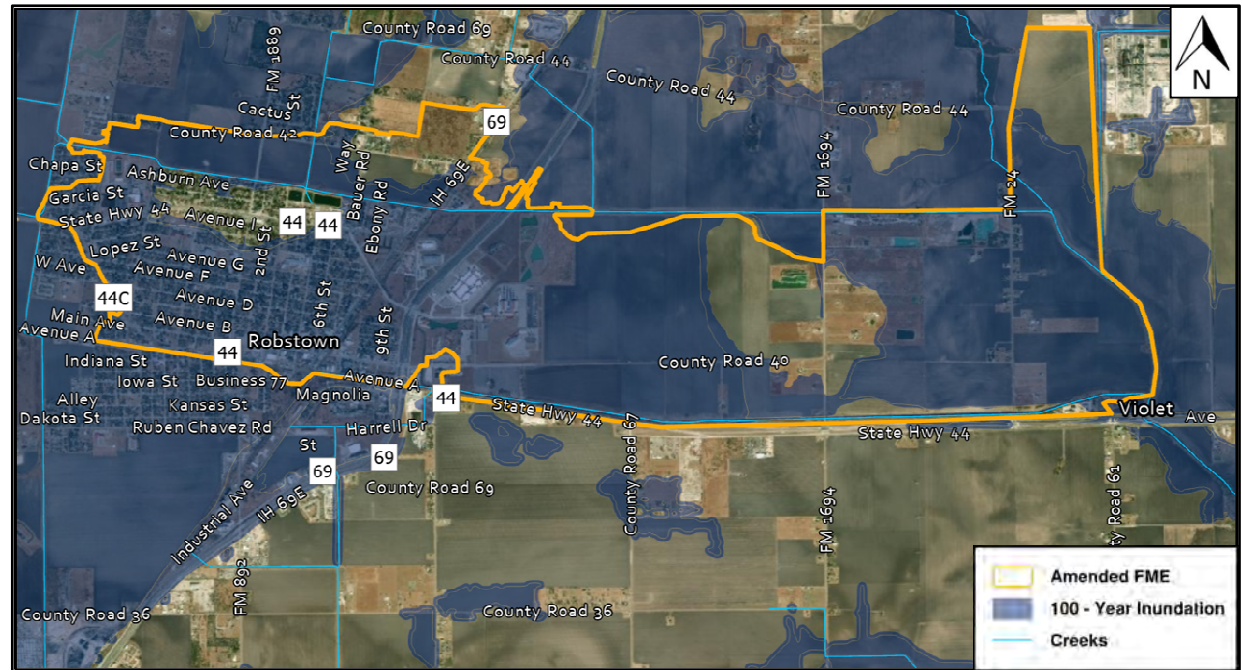 County Road 69
County Road 44
FM 1889
County Road 44
County Road 44
N
Cactus
St
County Road 42
69
FM 1694
Chapa St
Ashburn Ave
Way
Bauer Rd
IH 69E
FM 24
Garcia St
State Hwy 44
Avenue I
44
44
Ebony Rd
Lopez St
Avenue G
2nd St
W Ave
Avenue F
44C
Avenue D
6th St
Main Ave
Avenue B
9th St
Avenue A
44
Robstown
Indiana St
County Road 40
Iowa St
Business 77
Avenue A
Magnolia
44
Alley
Kansas St
State Hwy 44
Violet
Ave
Dakota St
Ruben Chavez Rd
Harrell Dr
County Road 67
State Hwy 44
St
69
69
Industrial Ave
IH 69E
County Road 69
FM 1694
ty Road 61
FM 892
County Road 36
County Road 36
Amended FME
100 - Year Inundation
Creeks